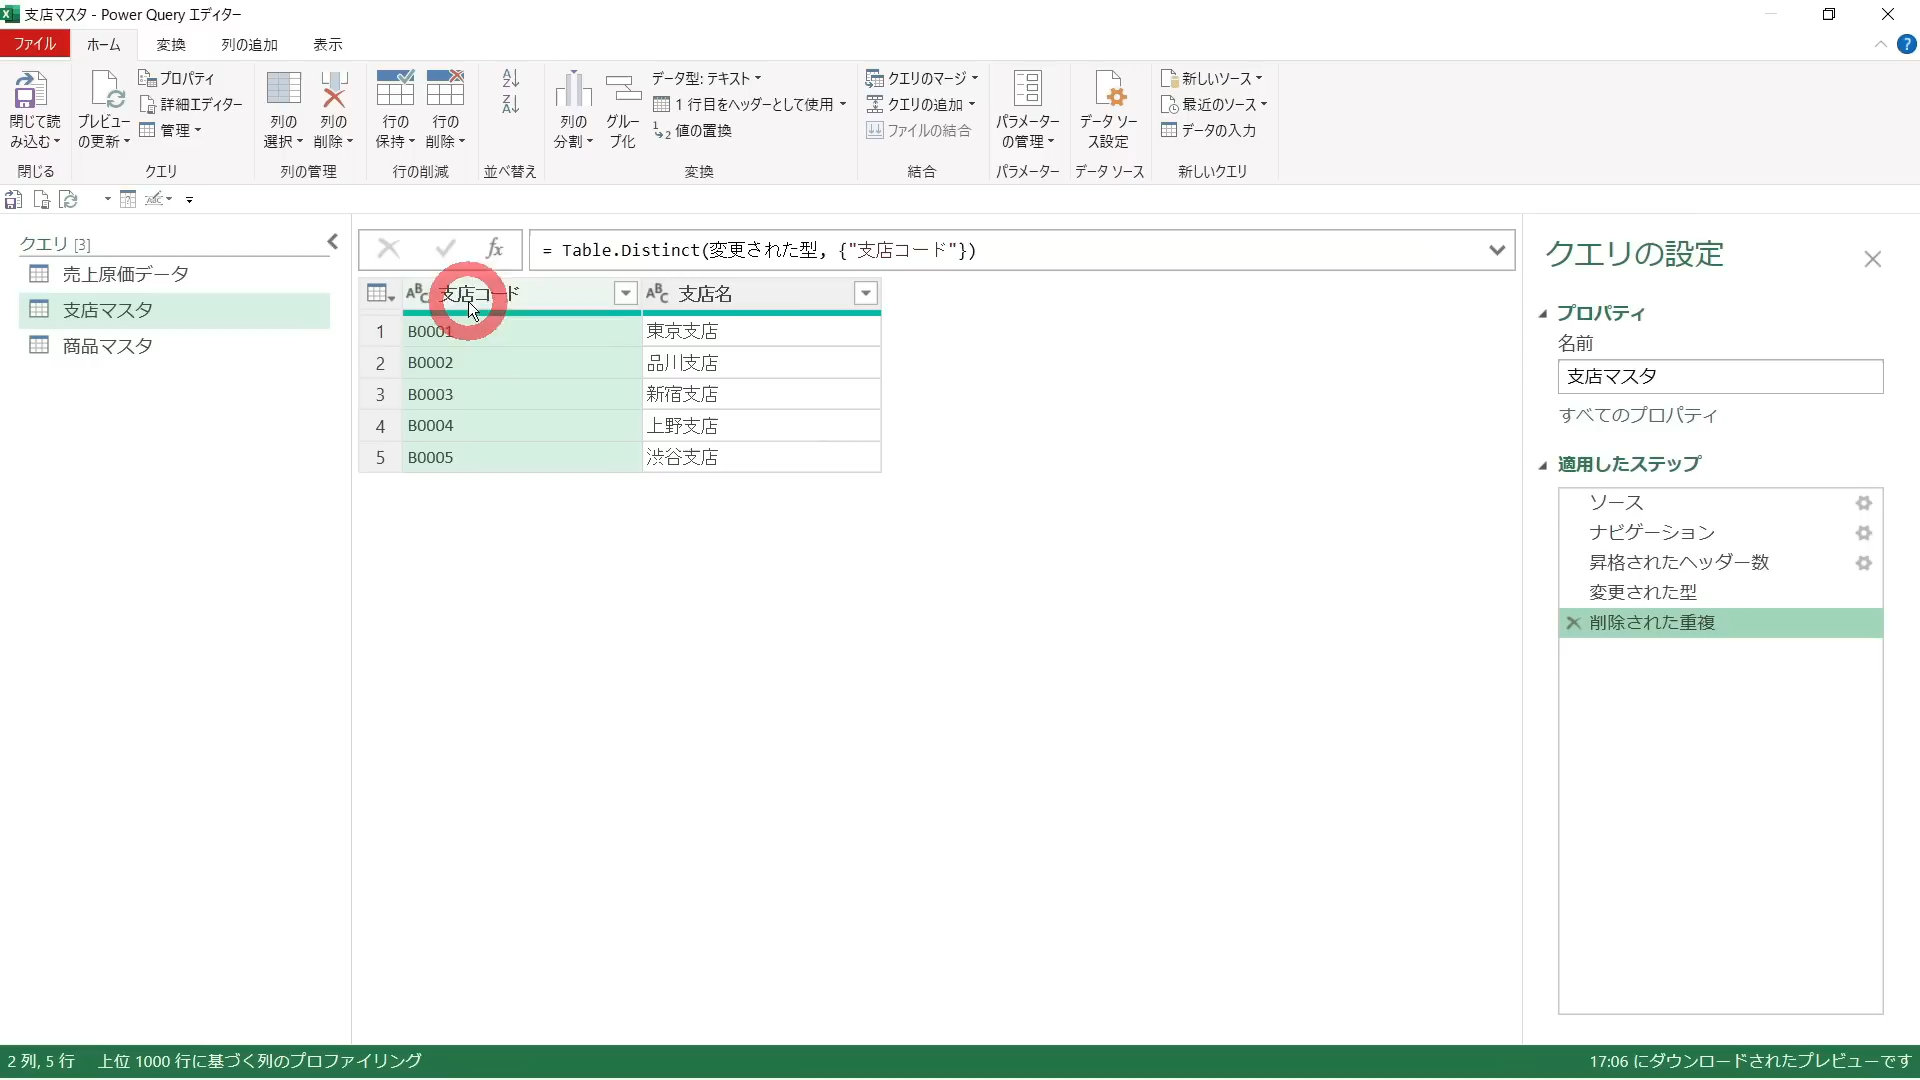 支店マスタ - Power Query エディター
ファイル
ホーム
変換
列の追加
表示
閉じて読
み込む
閉じる
プレビュー
の更新
プロパティ
詳細エディター
管理
クエリ
列の
選択
列の
削除
列の管理
行の
保持
行の
削除
行の削減
並べ替え
列の
分割
グルー
プ化
データ型: テキスト
1 行目をヘッダーとして使用
値の置換
変換
クエリのマージ
クエリの追加
ファイルの結合
結合
パラメーター
の管理
パラメーター
データ ソー
ス設定
データ ソース
新しいソース
最近のソース
データの入力
新しいクエリ
クエリ [3]
売上原価データ
支店マスタ
商品マスタ
fx
= Table.Distinct(変更された型, {"支店コード"})
ABC 支店コード
ABC 支店名
1 B0001 東京支店
2 B0002 品川支店
3 B0003 新宿支店
4 B0004 上野支店
5 B0005 渋谷支店
クエリの設定
プロパティ
名前
支店マスタ
すべてのプロパティ
適用したステップ
ソース
ナビゲーション
昇格されたヘッダー数
変更された型
削除された重複
2 列, 5 行
上位 1000 行に基づく列のプロファイリング
17:06 にダウンロードされたプレビューです